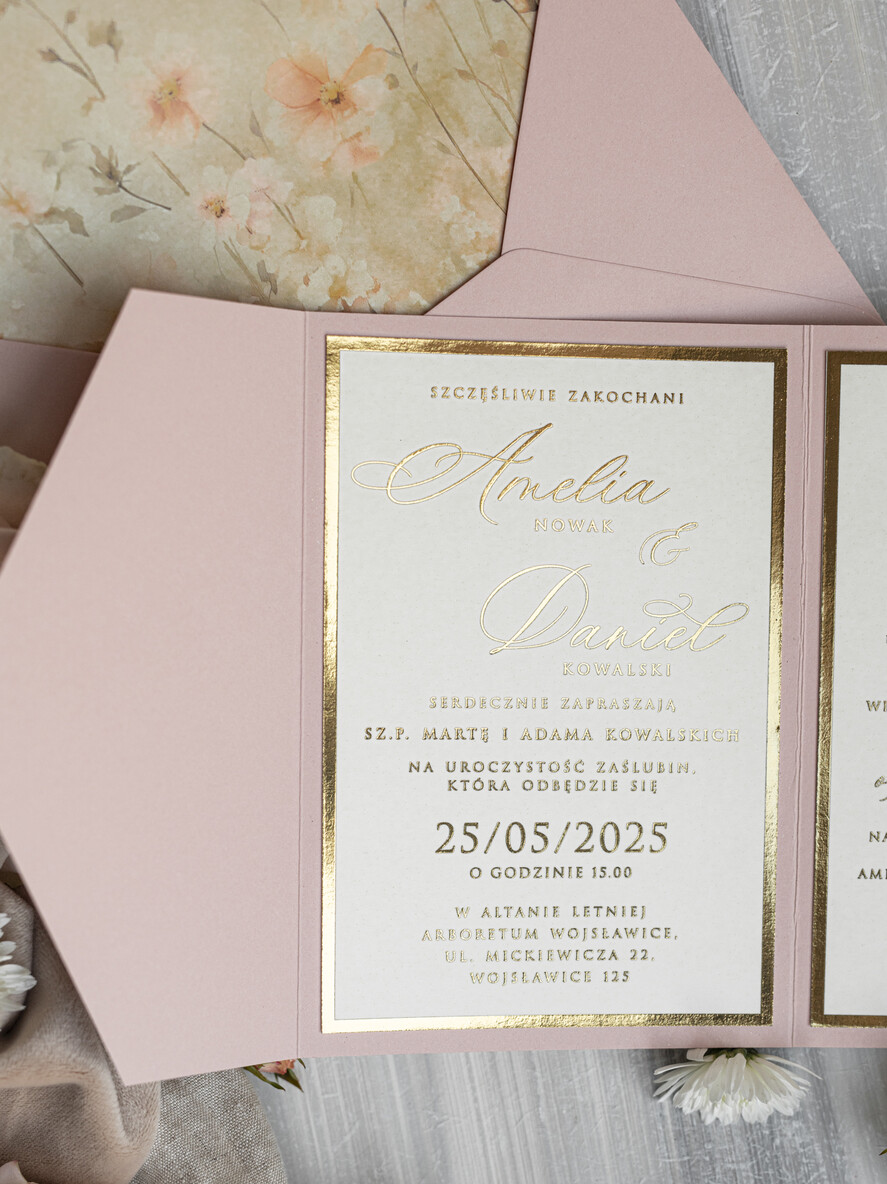 SZCZĘŚLIWIE ZAKOCHANI
Amelia
NOWAK
&
Daniel
KOWALSKI
SERDECZNIE ZAPRASZAJĄ
SZ.P. MARTĘ I ADAMA KOWALSKICH
NA UROCZYSTOŚĆ ZAŚLUBIN,
KTÓRA ODBĘDZIE SIĘ
25/05/2025
O GODZINIE 15.00
W ALTANIE LETNIEJ
ARBORETUM WOJSŁAWICE,
UL. MICKIEWICZA 22,
WOJSŁAWICE 125
NA